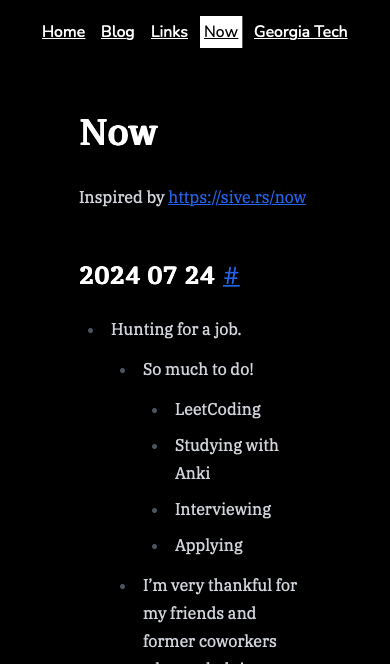 Home Blog Links Now Georgia Tech
Now
Inspired by https://sive.rs/now
2024 07 24 #
Hunting for a job.
So much to do!
LeetCoding
Studying with
Anki
Interviewing
Applying
I’m very thankful for
my friends and
former coworkers